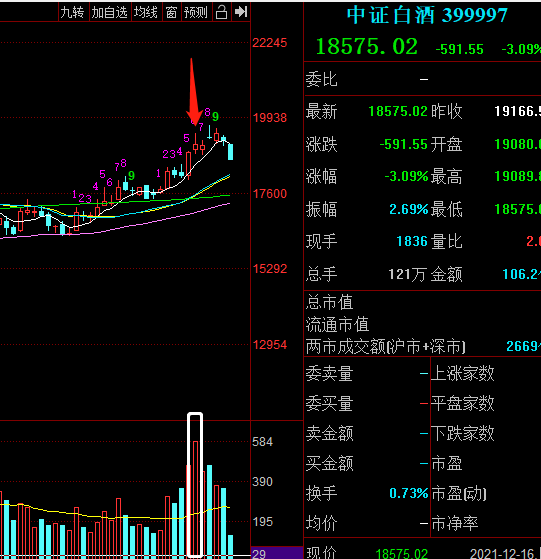 九转 加自选 均线 窗 预测
中证白酒 399997
18575.02 -591.55 -3.09%
委比 –
最新 18575.02 昨收 19166.5
涨跌 -591.55 开盘 19080.
涨幅 -3.09% 最高 19089.8
振幅 2.69% 最低 18575.
现手 1836 量比 2.
总手 121万 金额 106.2
总市值
流通市值
两市成交额(沪市+深市) 2669
委卖量 – 上涨家数
委买量 – 平盘家数
卖金额 – 下跌家数
买金额 – 市盈
换手 0.73% 市盈(动)
均价 – 市净率
现价 18575.02 2021-12-16
22245
19938
17600
15292
12954
1 2 3 4 5 6 7 8 9
1 2 3 4 5 7 8 9
584
390
195
29